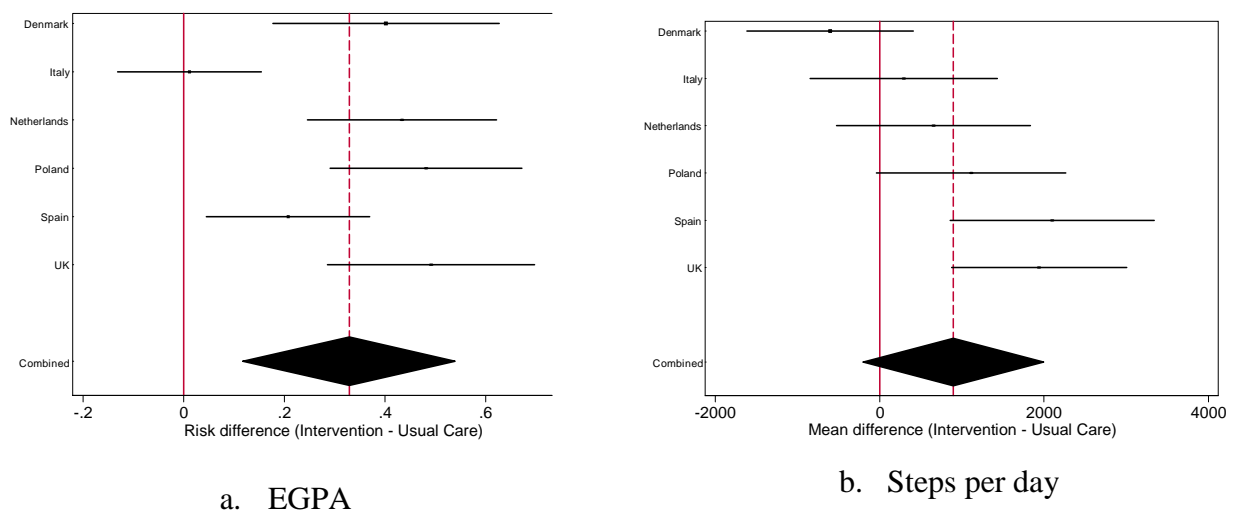 Denmark
Italy
Netherlands
Poland
Spain
UK
Combined
-.2 0 .2 .4 .6
Risk difference (Intervention - Usual Care)
a. EGPA
Denmark
Italy
Netherlands
Poland
Spain
UK
Combined
-2000 0 2000 4000
Mean difference (Intervention - Usual Care)
b. Steps per day